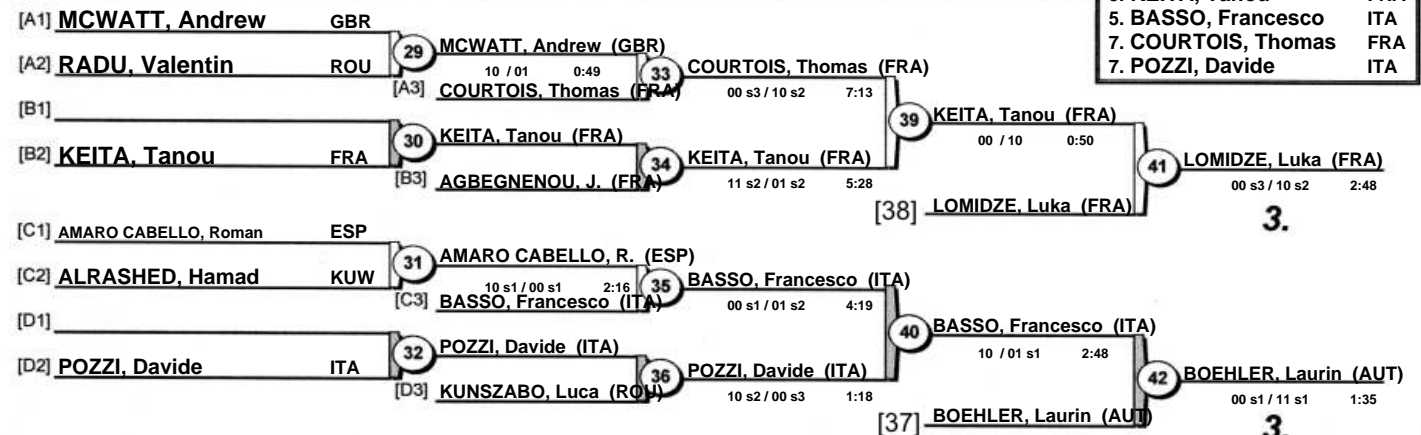 [A1] MCWATT, Andrew GBR
[A2] RADU, Valentin ROU
29 MCWATT, Andrew (GBR)
10 / 01 0:49
[A3] COURTOIS, Thomas (FRA)
33 COURTOIS, Thomas (FRA)
00 s3 / 10 s2 7:13
[B1]
[B2] KEITA, Tanou FRA
30 KEITA, Tanou (FRA)
[B3] AGBEGNENOU, J. (FRA)
34 KEITA, Tanou (FRA)
11 s2 / 01 s2 5:28
39 KEITA, Tanou (FRA)
00 / 10 0:50
[38] LOMIDZE, Luka (FRA)
41 LOMIDZE, Luka (FRA)
00 s3 / 10 s2 2:48
3.
[C1] AMARO CABELLO, Roman ESP
[C2] ALRASHED, Hamad KUW
31 AMARO CABELLO, R. (ESP)
10 s1 / 00 s1 2:16
[C3] BASSO, Francesco (ITA)
35 BASSO, Francesco (ITA)
00 s1 / 01 s2 4:19
[D1]
[D2] POZZI, Davide ITA
32 POZZI, Davide (ITA)
[D3] KUNSZABO, Luca (ROU)
36 POZZI, Davide (ITA)
10 s2 / 00 s3 1:18
40 BASSO, Francesco (ITA)
10 / 01 s1 2:48
[37] BOEHLER, Laurin (AUT)
42 BOEHLER, Laurin (AUT)
00 s1 / 11 s1 1:35
3.
5. BASSO, Francesco ITA
7. COURTOIS, Thomas FRA
7. POZZI, Davide ITA